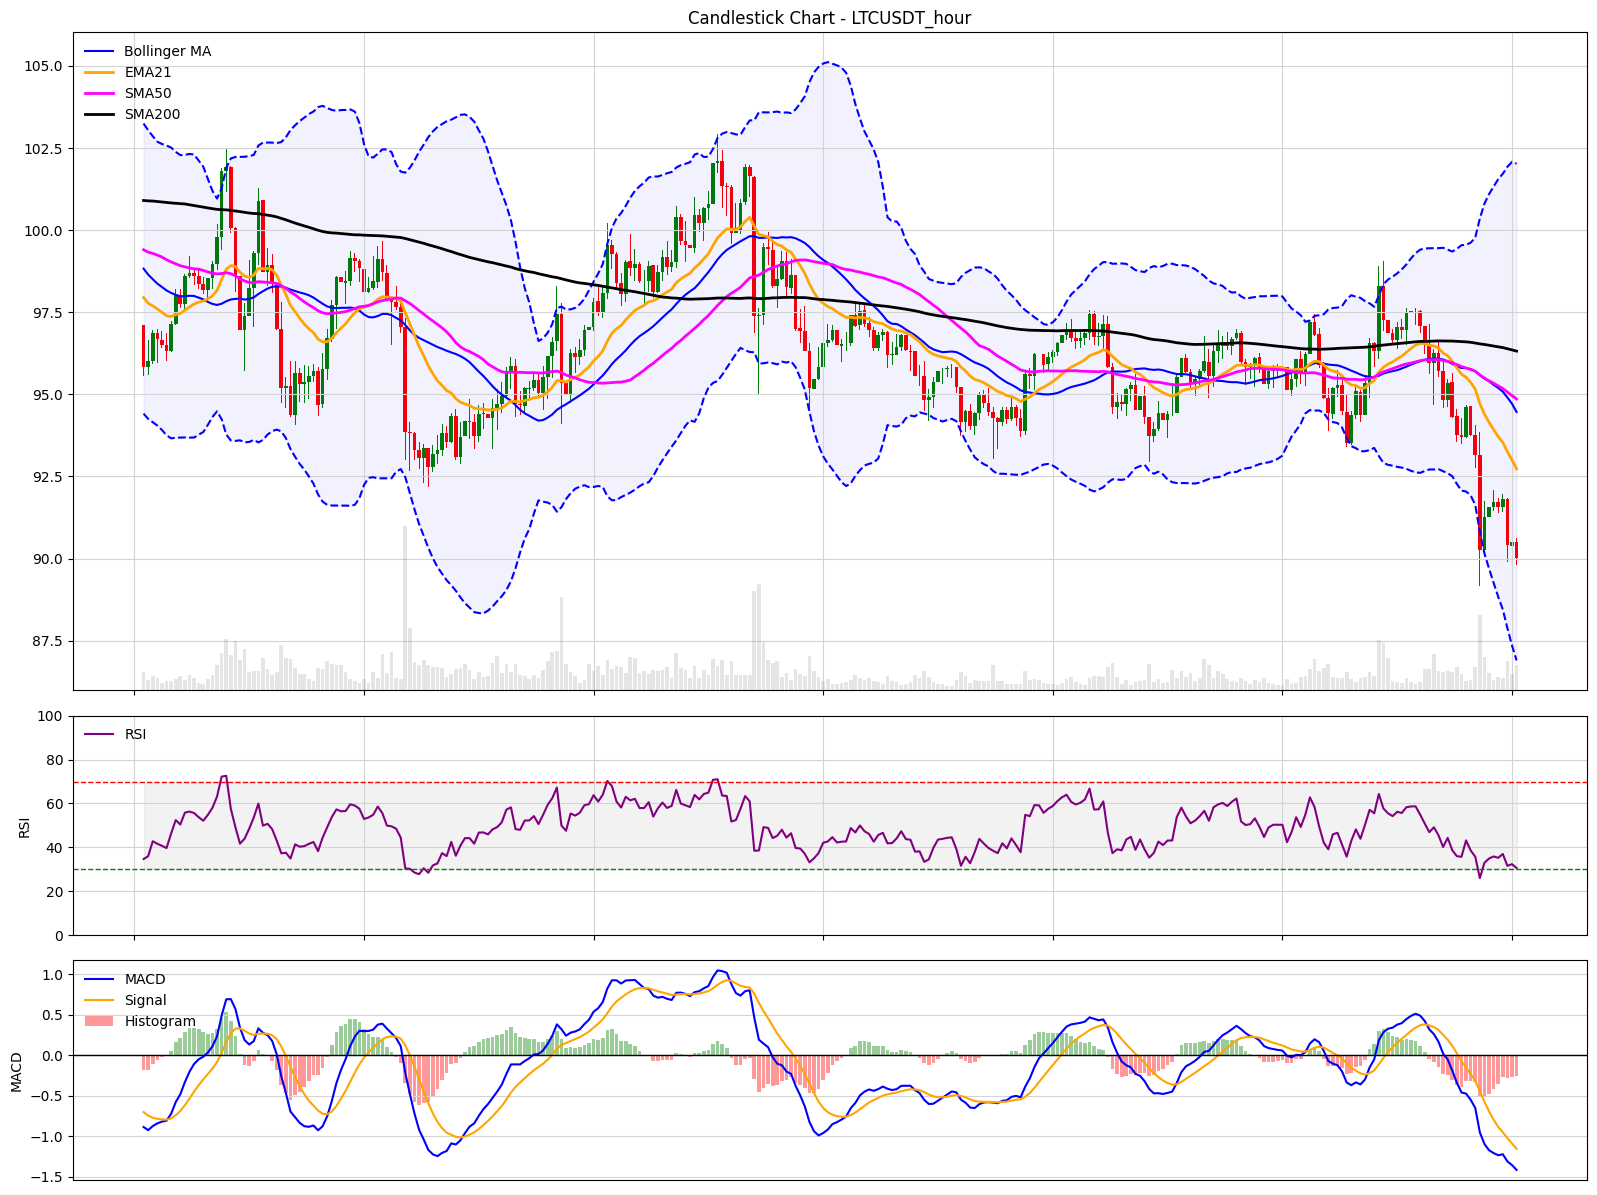 Candlestick Chart - LTCUSDT_hour
Bollinger MA
EMA21
SMA50
SMA200
105.0
102.5
100.0
97.5
95.0
92.5
90.0
87.5
RSI
100
80
60
40
20
0
RSI
MACD
Signal
Histogram
1.0
0.5
0.0
−0.5
−1.0
−1.5
MACD